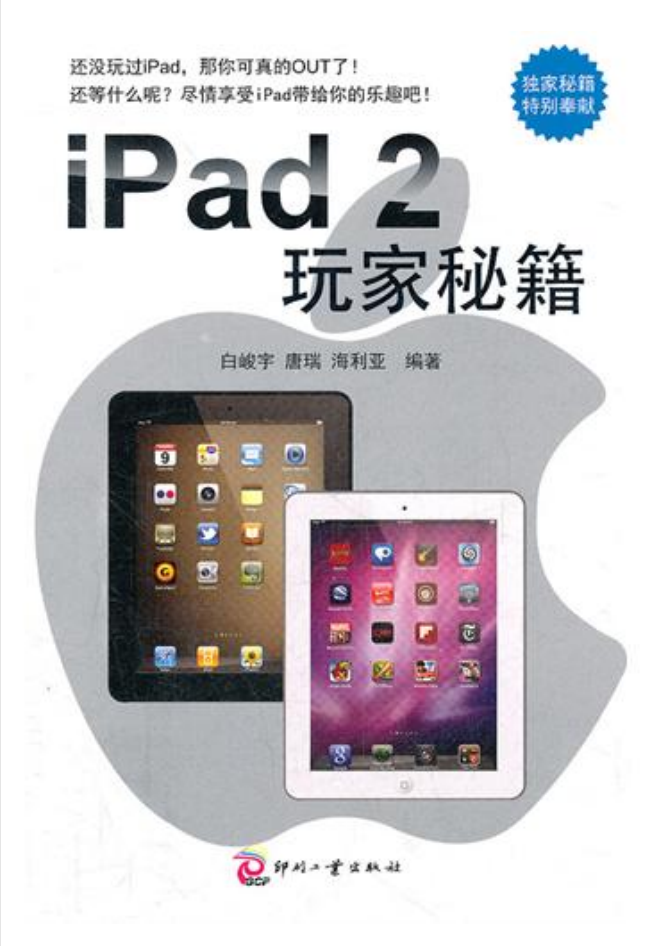 还没玩过iPad，那你可真的OUT了！
还等什么呢？尽情享受iPad带给你的乐趣吧！
独家秘籍
特别奉献
iPad 2
玩家秘籍
白峻宇 唐瑞 海利亚 编著
9
印刷工业出版社
GCP